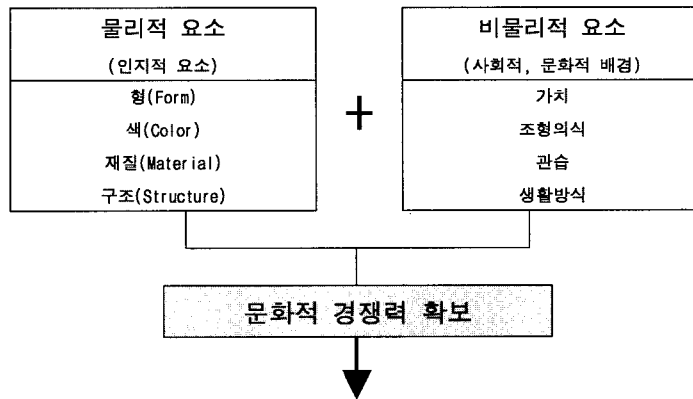 물리적 요소
(인지적 요소)
형(Form)
색(Color)
재질(Material)
구조(Structure)
+
비물리적 요소
(사회적, 문화적 배경)
가치
조형의식
관습
생활방식
문화적 경쟁력 확보